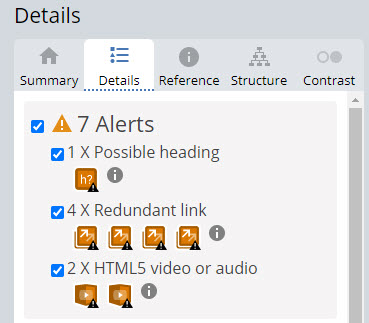 Details
Summary Details Reference Structure Contrast
7 Alerts
1 X Possible heading
h?
4 X Redundant link
2 X HTML5 video or audio